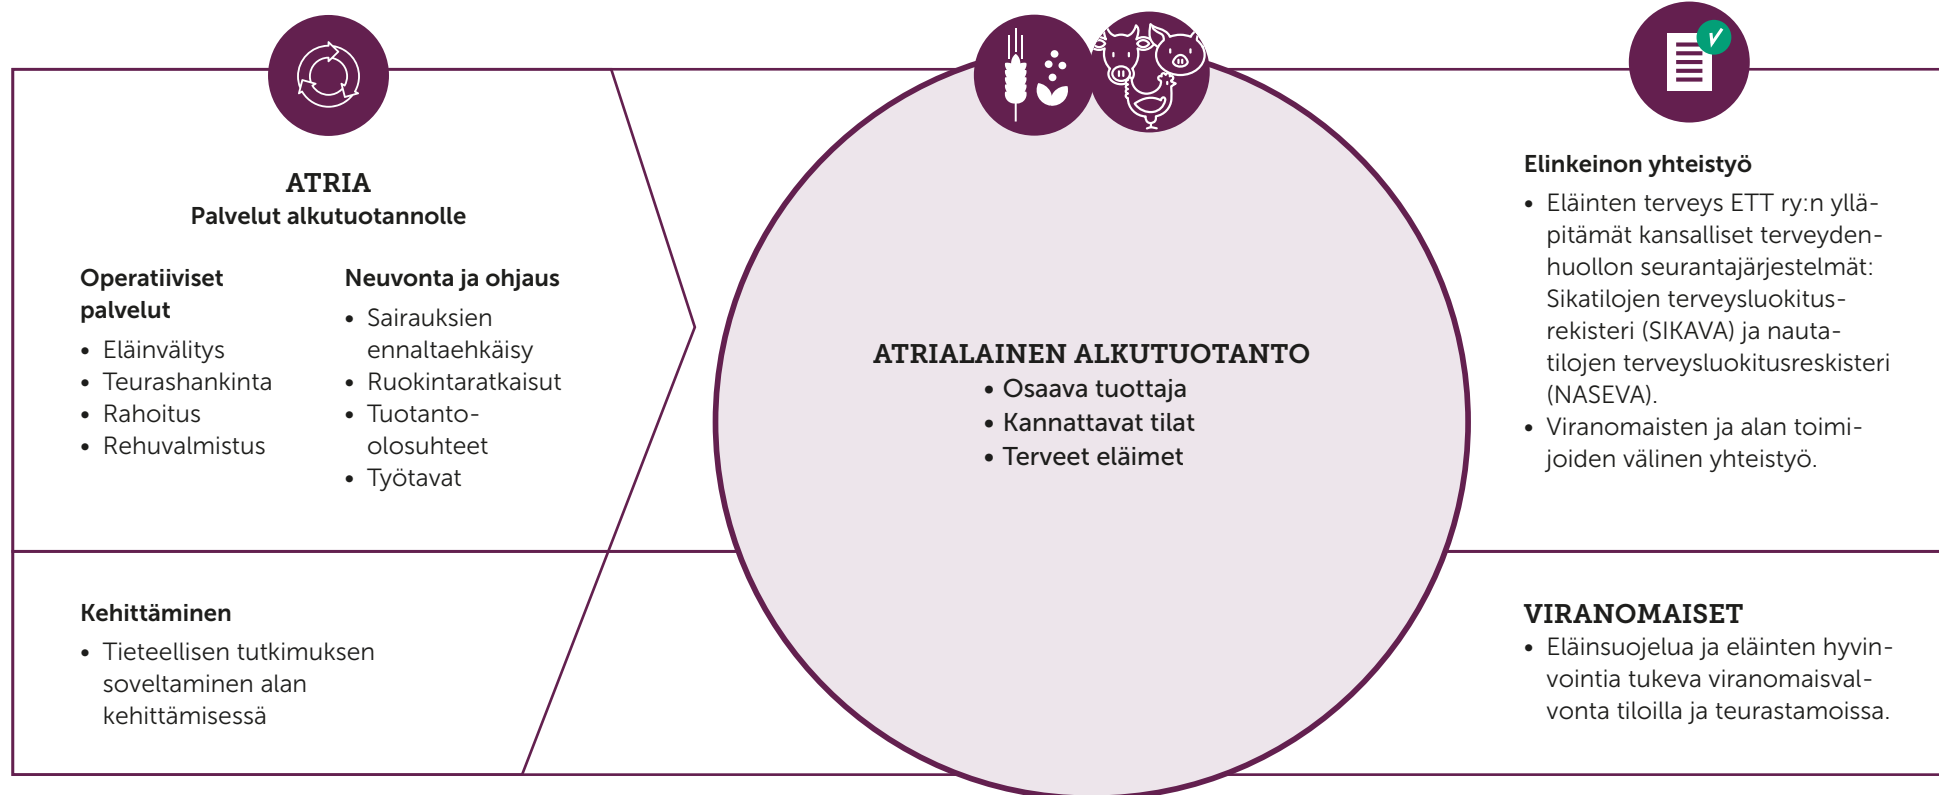 ATRIA
Palvelut alkutuotannolle
Operatiiviset
palvelut
• Eläinvälitys
• Teurashankinta
• Rahoitus
• Rehuvalmistus
Neuvonta ja ohjaus
• Sairauksien
ennaltaehkäisy
• Ruokintaratkaisut
• Tuotanto-
olosuhteet
• Työtavat
Kehittäminen
• Tieteellisen tutkimuksen
soveltaminen alan
kehittämisessä
ATRIALAINEN ALKUTUOTANTO
• Osaava tuottaja
• Kannattavat tilat
• Terveet eläimet
Elinkeinon yhteistyö
• Eläinten terveys ETT ry:n yllä-
pitämät kansalliset terveyden-
huollon seurantajärjestelmät:
Sikatilojen terveysluokitus-
rekisteri (SIKAVA) ja nauta-
tilojen terveysluokitusreskisteri
(NASEVA).
• Viranomaisten ja alan toimi-
joiden välinen yhteistyö.
VIRANOMAISET
• Eläinsuojelua ja eläinten hyvin-
vointia tukeva viranomaisval-
vonta tiloilla ja teurastamoissa.